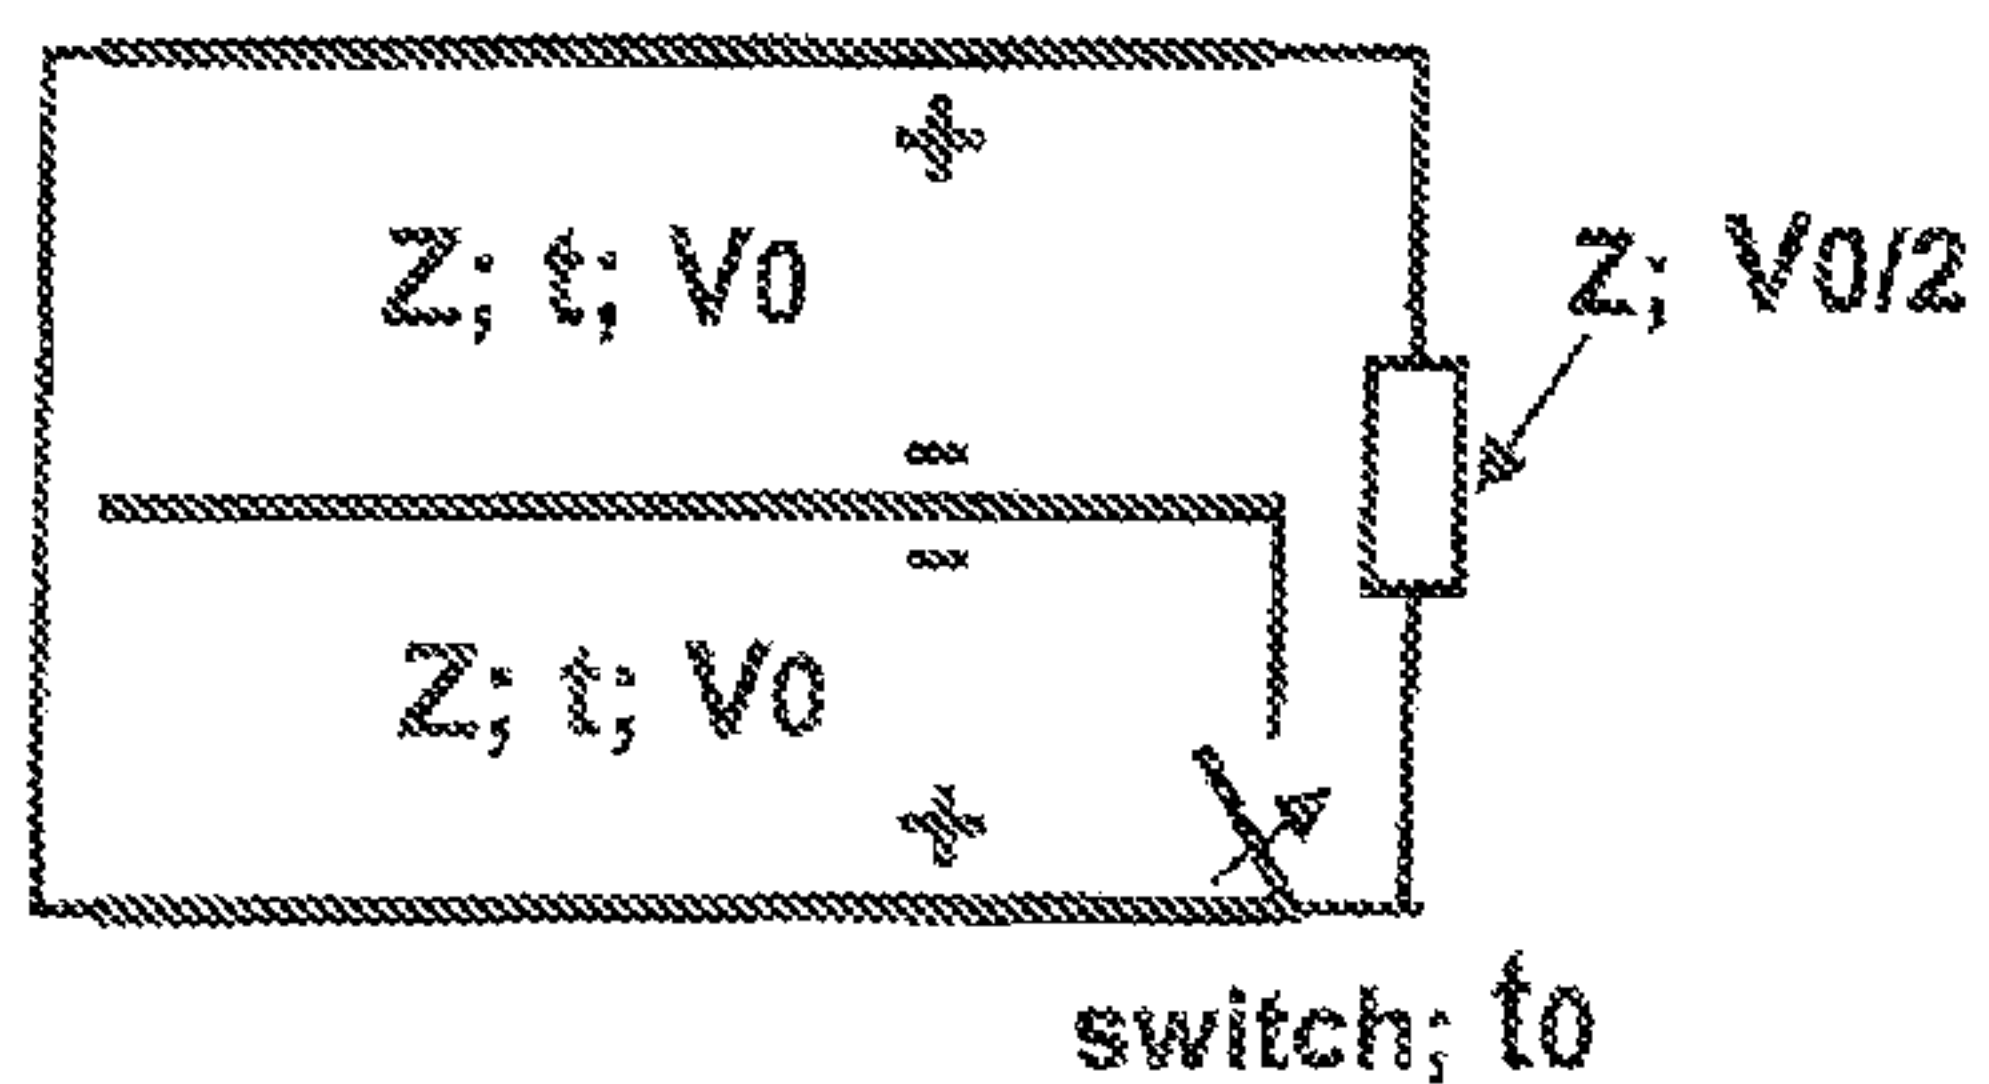 +
Z; t; V0
Z; V0/2
-
-
Z; t; V0
+
switch; t0